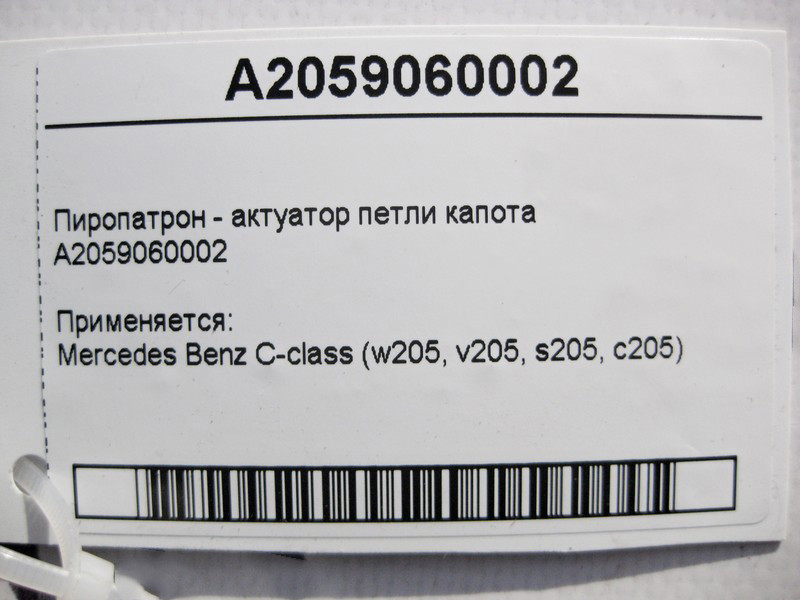 A2059060002
Пиропатрон - актуатор петли капота
A2059060002
Применяется:
Mercedes Benz C-class (w205, v205, s205, c205)